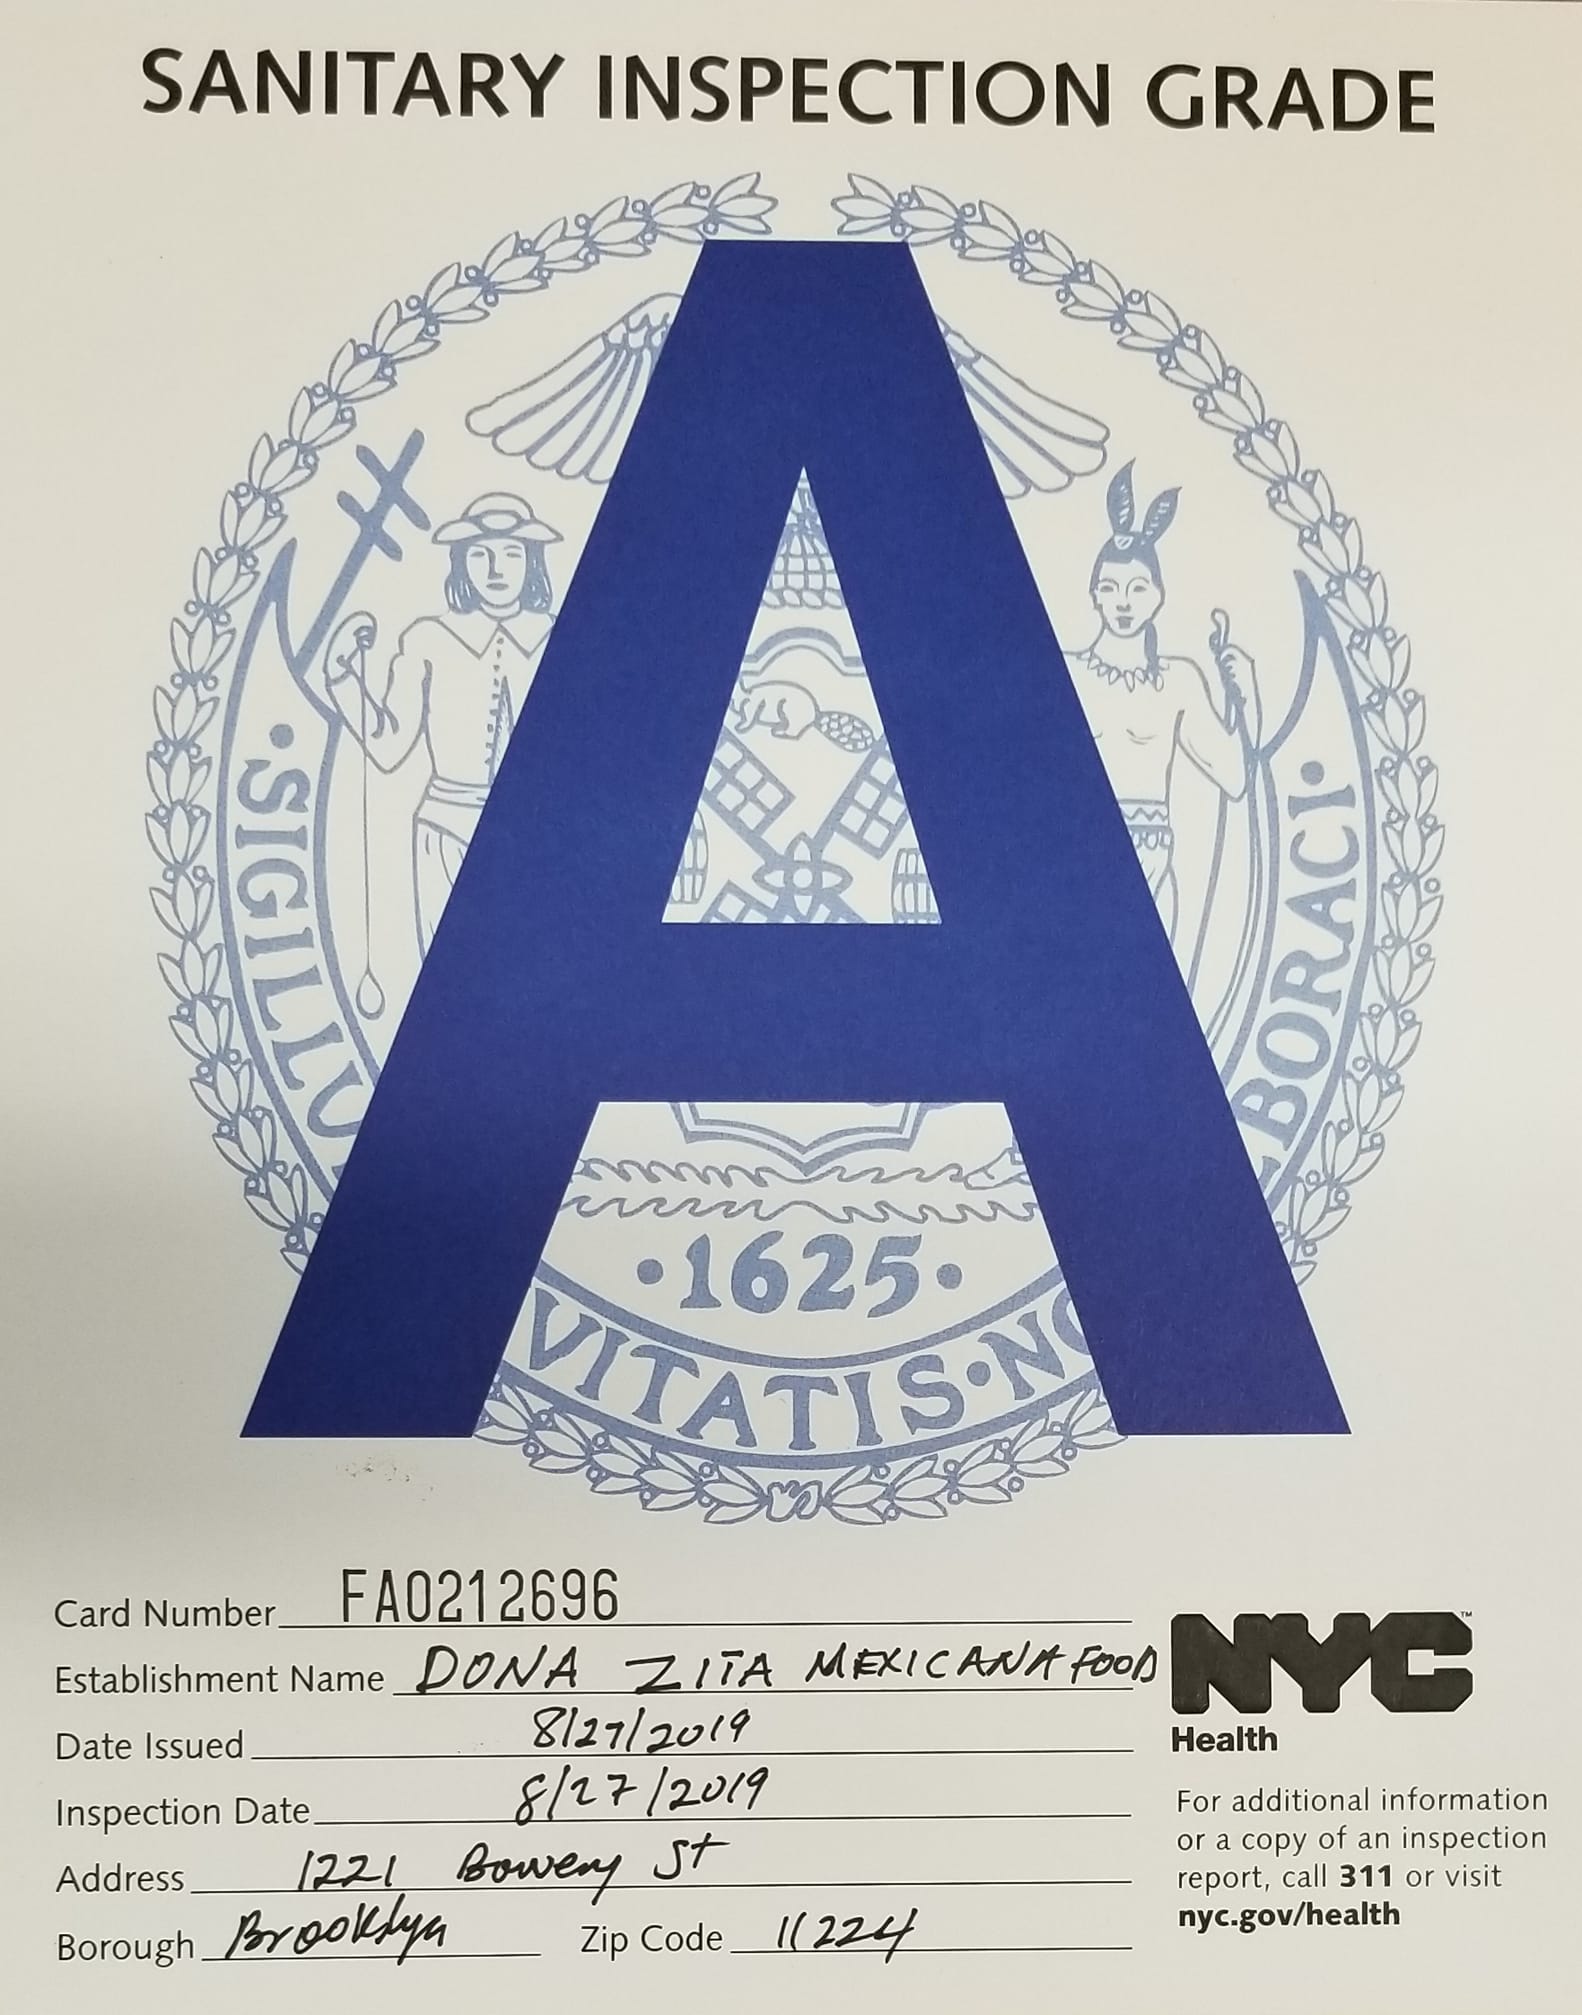 SANITARY INSPECTION GRADE
A
·SIGILLU
VITATIS·NO
BORACI·
·1625·
Card Number FA0212696
Establishment Name DONA ZITA MEXICANA FOOD
Date Issued 8/27/2019
Inspection Date 8/27/2019
Address 1221 Bowery St
Borough Brooklyn Zip Code 11224
NYC™
Health
For additional information
or a copy of an inspection
report, call 311 or visit
nyc.gov/health